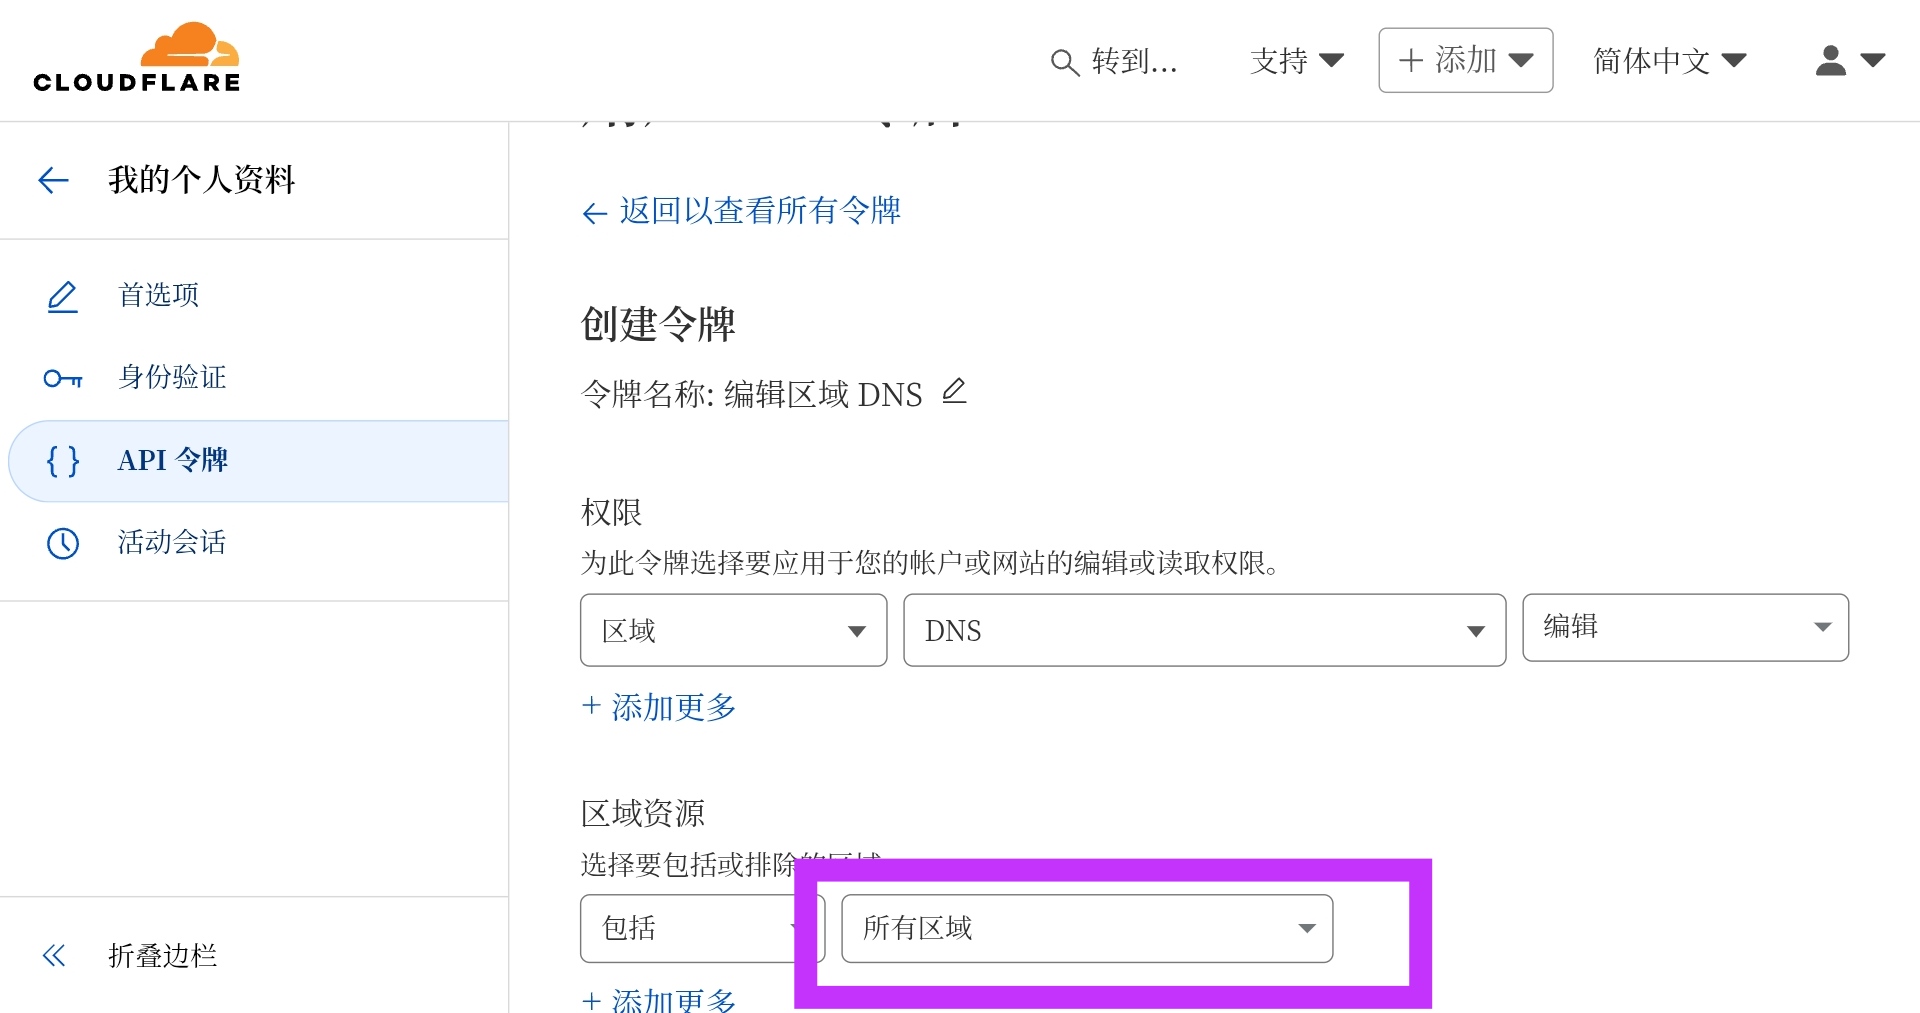 CLOUDFLARE
转到...
支持
+ 添加
简体中文
我的个人资料
首选项
身份验证
API 令牌
活动会话
折叠边栏
← 返回以查看所有令牌
创建令牌
令牌名称: 编辑区域 DNS
权限
为此令牌选择要应用于您的帐户或网站的编辑或读取权限。
区域
DNS
编辑
+ 添加更多
区域资源
选择要包括或排除的区域
包括
所有区域
+ 添加更多